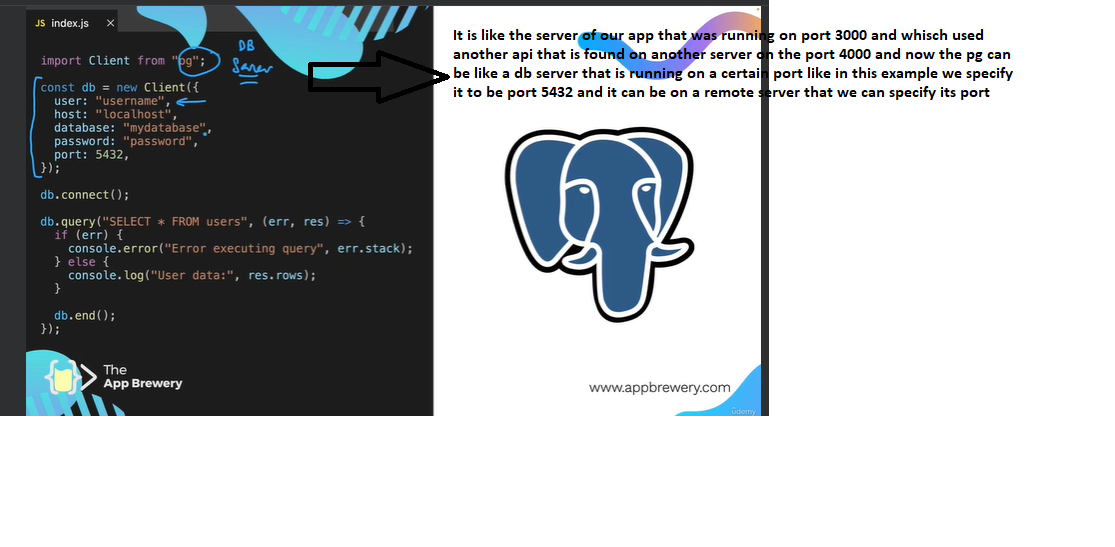 JS index.js ×
import Client from "pg";
DB
Server
const db = new Client({
user: "username",
host: "localhost",
database: "mydatabase",
password: "password",
port: 5432,
});
db.connect();
db.query("SELECT * FROM users", (err, res) => {
if (err) {
console.error("Error executing query", err.stack);
} else {
console.log("User data:", res.rows);
}
db.end();
});
The
App Brewery
It is like the server of our app that was running on port 3000 and whisch used
another api that is found on another server on the port 4000 and now the pg can
be like a db server that is running on a certain port like in this example we specify
it to be port 5432 and it can be on a remote server that we can specify its port
www.appbrewery.com
ûdemy